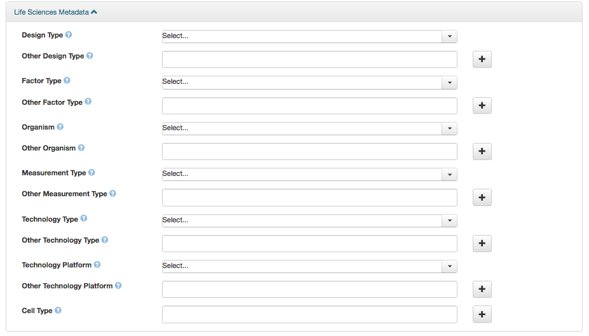 Life Sciences Metadata
Design Type ? Select...
Other Design Type ? +
Factor Type ? Select...
Other Factor Type ? +
Organism ? Select...
Other Organism ? +
Measurement Type ? Select...
Other Measurement Type ? +
Technology Type ? Select...
Other Technology Type ? +
Technology Platform ? Select...
Other Technology Platform ? +
Cell Type ? +